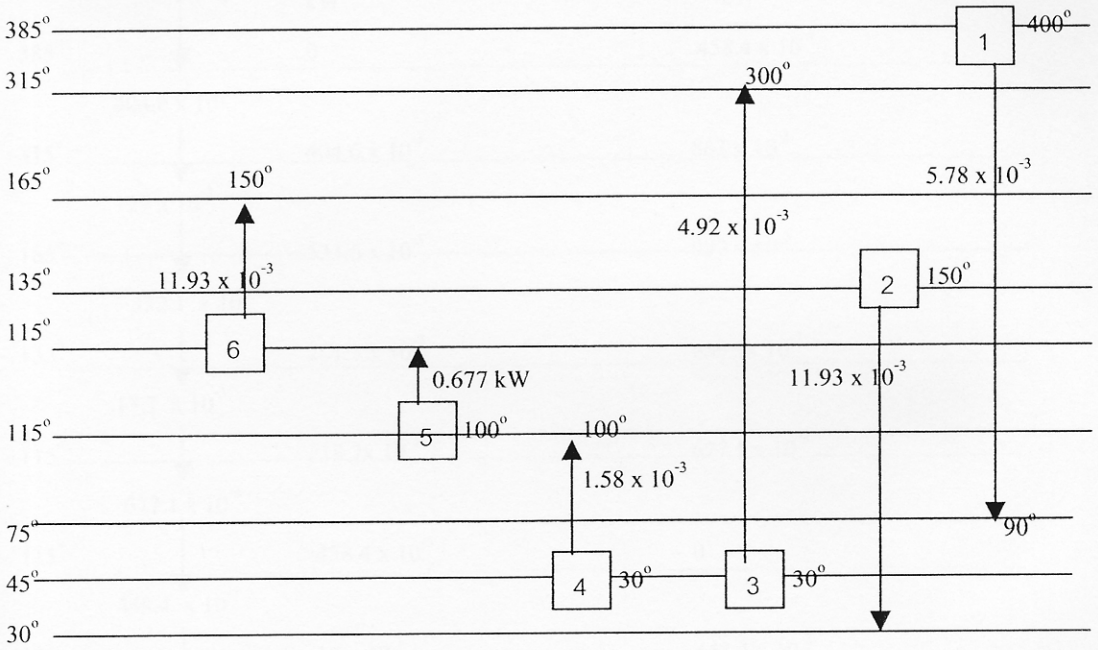 385° 1 400°
315° 300°
165° 150° 5.78 x 10-3
4.92 x 10-3
135° 11.93 x 10-3 2 150°
115° 6
0.677 kW 11.93 x 10-3
115° 5 100° 100°
1.58 x 10-3
75° 90°
45° 4 30° 3 30°
30°